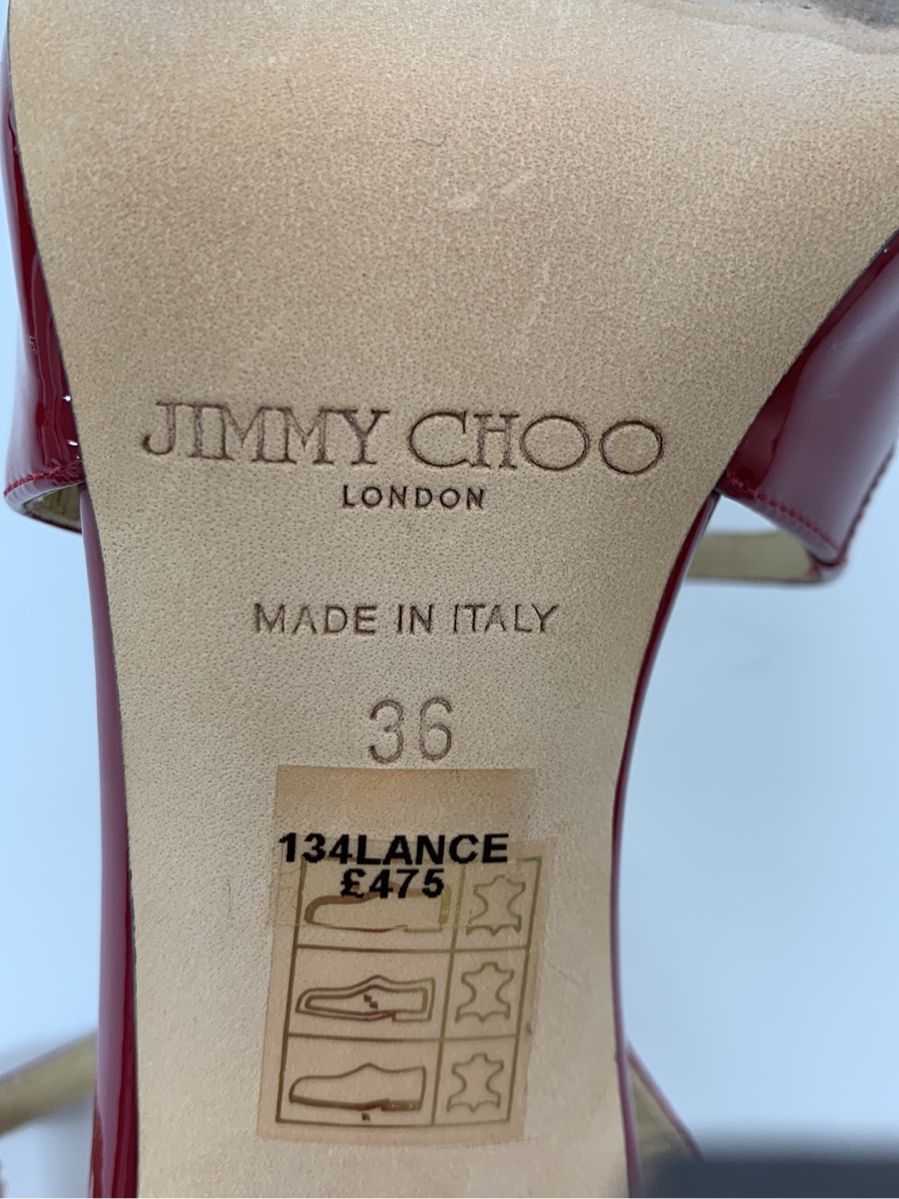 JIMMY CHOO
LONDON
MADE IN ITALY
36
134LANCE
£475